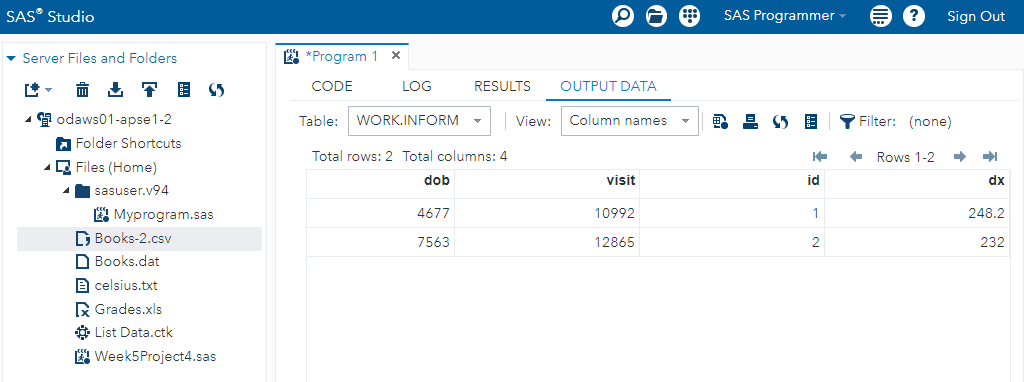 SAS® Studio
SAS Programmer
Sign Out
Server Files and Folders
odaws01-apse1-2
Folder Shortcuts
Files (Home)
sasuser.v94
Myprogram.sas
Books-2.csv
Books.dat
celsius.txt
Grades.xls
List Data.ctk
Week5Project4.sas
*Program 1
CODE LOG RESULTS OUTPUT DATA
Table: WORK.INFORM View: Column names Filter: (none)
Total rows: 2 Total columns: 4 Rows 1-2
dob visit id dx
4677 10992 1 248.2
7563 12865 2 232